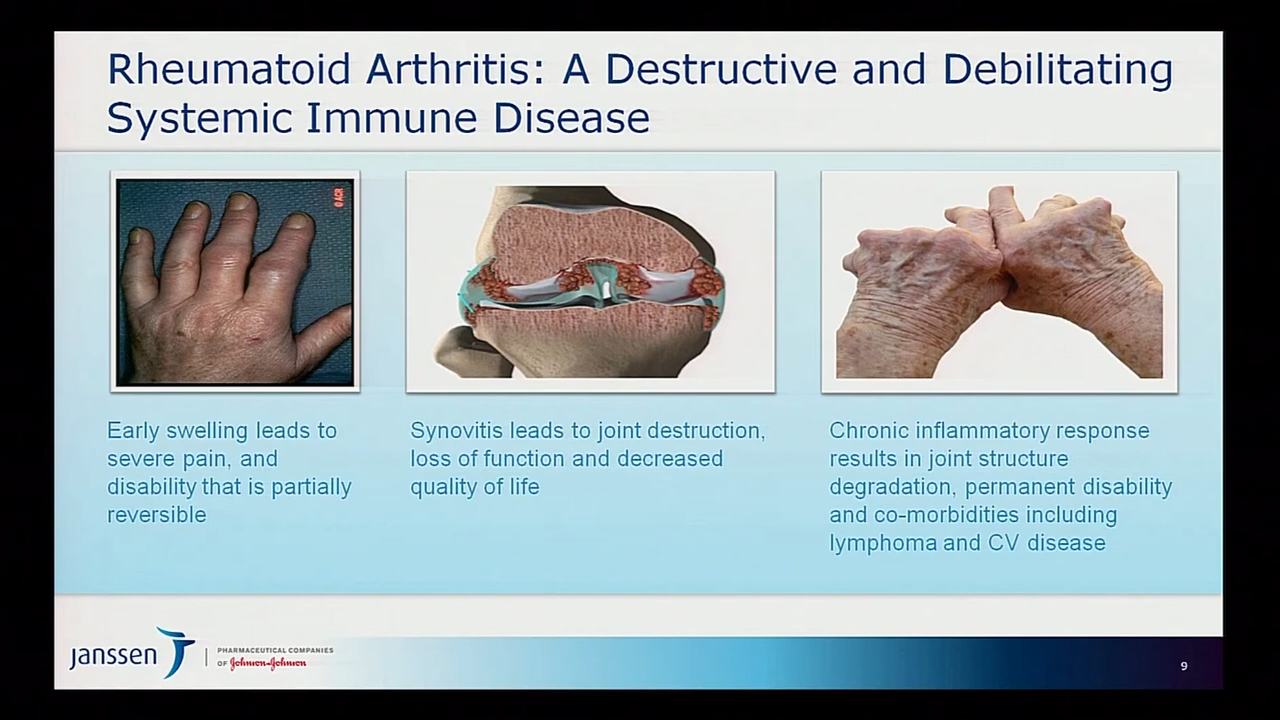 Rheumatoid Arthritis: A Destructive and Debilitating
Systemic Immune Disease
© ACR
Early swelling leads to
severe pain, and
disability that is partially
reversible
Synovitis leads to joint destruction,
loss of function and decreased
quality of life
Chronic inflammatory response
results in joint structure
degradation, permanent disability
and co-morbidities including
lymphoma and CV disease
janssen
PHARMACEUTICAL COMPANIES
OF Johnson-Johnson
9